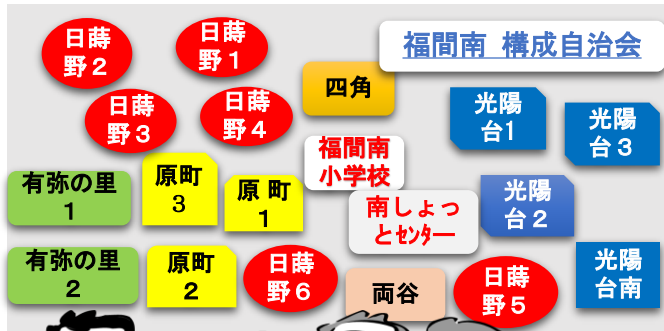 福間南 構成自治会
日蒔
野２
日蒔
野１
四角
日蒔
野３
日蒔
野４
光陽
台1
光陽
台３
福間南
小学校
有弥の里
１
原町
３
原 町
１
南しょっ
とｾﾝﾀｰ
光陽
台２
有弥の里
２
原町
２
日蒔
野６
両谷
日蒔
野５
光陽
台南